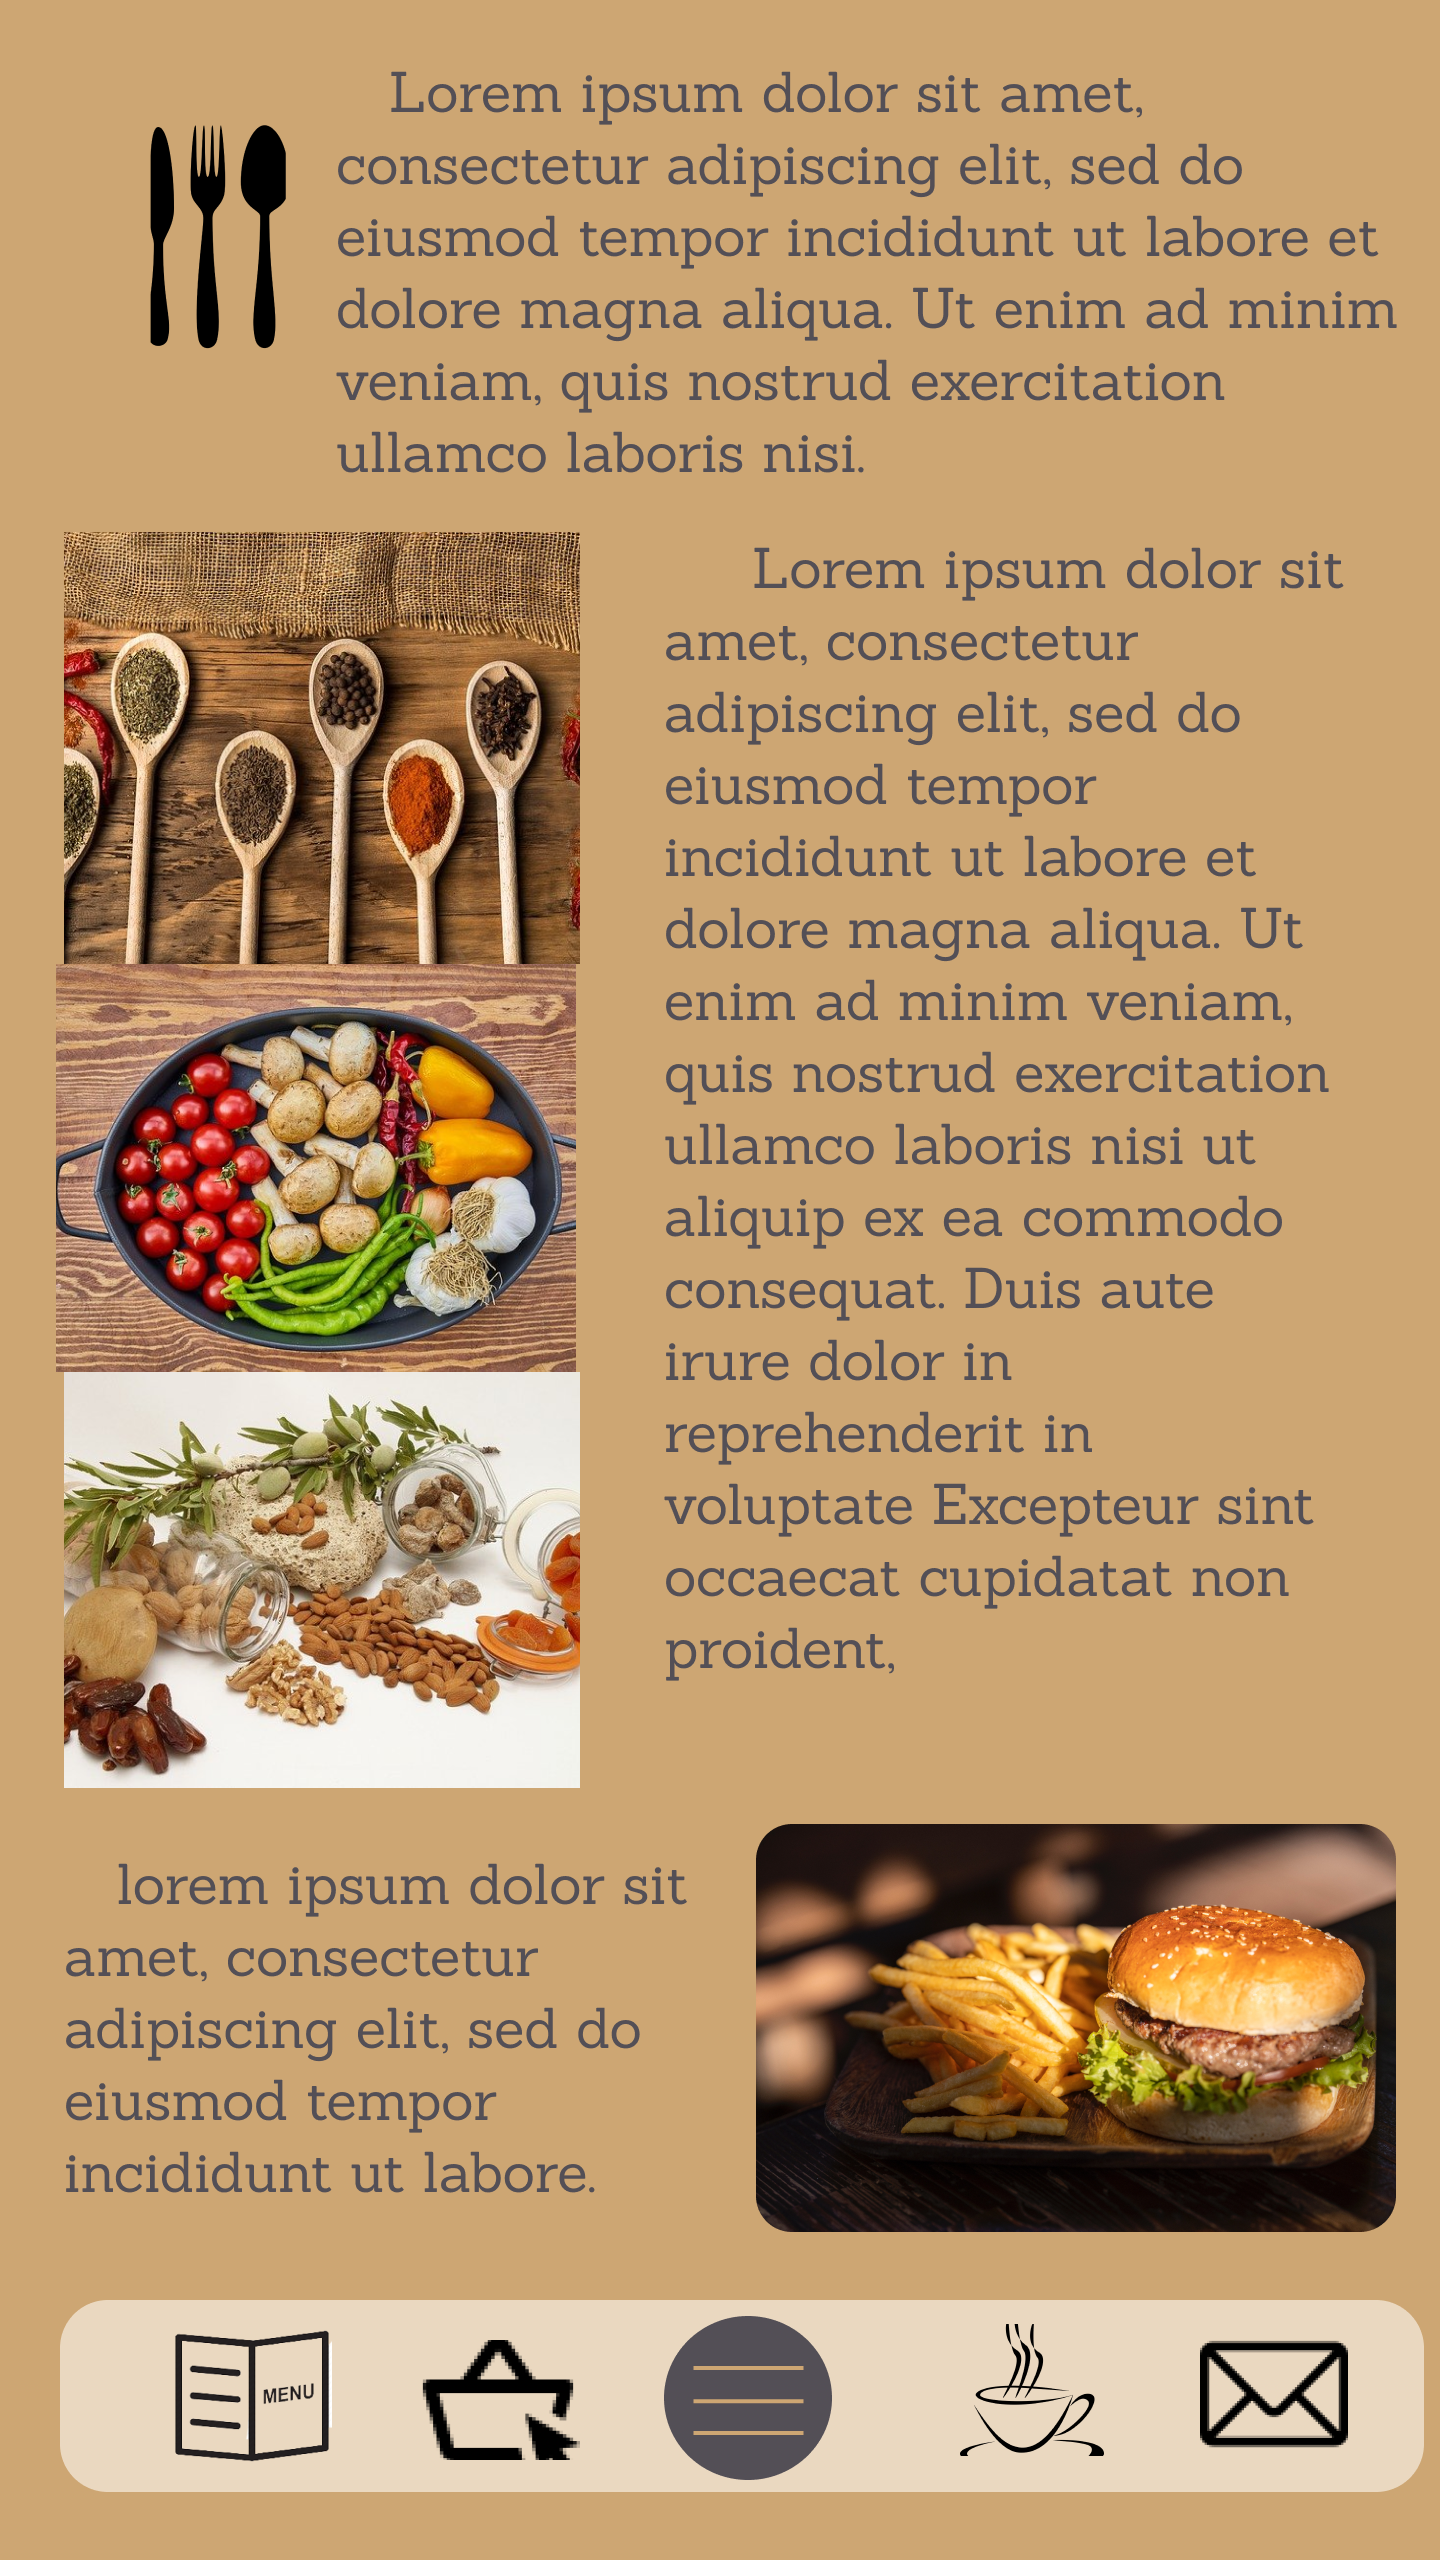 Lorem ipsum dolor sit amet,
consectetur adipiscing elit, sed do
eiusmod tempor incididunt ut labore et
dolore magna aliqua. Ut enim ad minim
veniam, quis nostrud exercitation
ullamco laboris nisi.
Lorem ipsum dolor sit
amet, consectetur
adipiscing elit, sed do
eiusmod tempor
incididunt ut labore et
dolore magna aliqua. Ut
enim ad minim veniam,
quis nostrud exercitation
ullamco laboris nisi ut
aliquip ex ea commodo
consequat. Duis aute
irure dolor in
reprehenderit in
voluptate Excepteur sint
occaecat cupidatat non
proident,
lorem ipsum dolor sit
amet, consectetur
adipiscing elit, sed do
eiusmod tempor
incididunt ut labore.
MENU